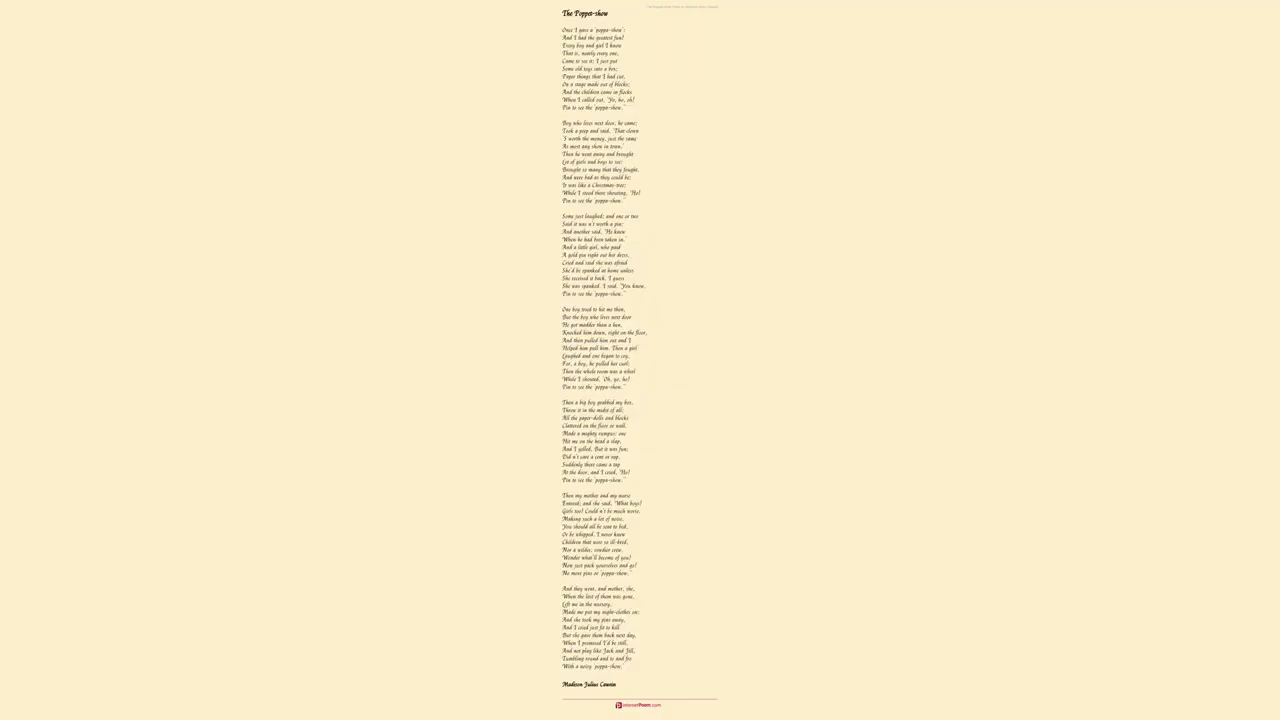 The Poppet-show
Once I gave a 'poppa-show':
And I had the greatest fun!
Every boy and girl I know
That is, nearly every one,
Came to see it: I just put
Some old toys into a box;
Paper things that I had cut,
On a stage made out of blocks;
And the children came in flocks
When I called out, "Yo, ho, oh!
Pin to see the 'poppa-show.'"
Boy who lives next door, he came;
Took a peep and said, 'That clown
'S worth the money, just the same
As most any show in town.'
Then he went away and brought
Lot of girls and boys to see:
Brought so many that they fought,
And were bad as they could be:
It was like a Christmas-tree;
While I stood there shouting, "Ho!
Pin to see the 'poppa-show.'"
Some just laughed; and one or two
Said it was n't worth a pin:
And another said, "He knew
When he had been taken in."
And a little girl, who paid
A gold pin right out her dress,
Cried and said she was afraid
She'd be spanked at home unless
She received it back. I guess
She was spanked. I said, "You know,
Pin to see the 'poppa-show.'"
One boy tried to hit me then,
But the boy who lives next door
He got madder than a hen,
Knocked him down, right on the floor,
And then pulled him out and I
Helped him pull him. Then a girl
Laughed and one began to cry,
For, a boy, he pulled her curl:
Then the whole room was a whirl
While I shouted, "Oh, yo, ho!
Pin to see the 'poppa-show.'"
Then a big boy grabbed my box,
Threw it in the midst of all;
All the paper-dolls and blocks
Clattered on the floor or wall,
Made a mighty rumpus: one
Hit me on the head a slap,
And I yelled, But it was fun;
Did n't care a cent or rap.
Suddenly there came a tap
At the door, and I cried, "Ho!
Pin to see the 'poppa-show.'"
Then my mother and my nurse
Entered; and she said, "What boys!
Girls too! Could n't be much worse,
Making such a lot of noise,
You should all be sent to bed,
Or be whipped. I never knew
Children that were so ill-bred,
Nor a wilder, rowdier crew.
Wonder what'll become of you!
Now just pack yourselves and go!
No more pins or 'poppa-show.'"
And they went, and mother, she,
When the last of them was gone,
Left me in the nursery,
Made me put my night-clothes on:
And she took my pins away,
And I cried just fit to kill
But she gave them back next day,
When I promised I'd be still,
And not play like Jack and Jill,
Tumbling round and to and fro
With a noisy 'poppa-show.'
Madison Julius Cawein
InternetPoem.com